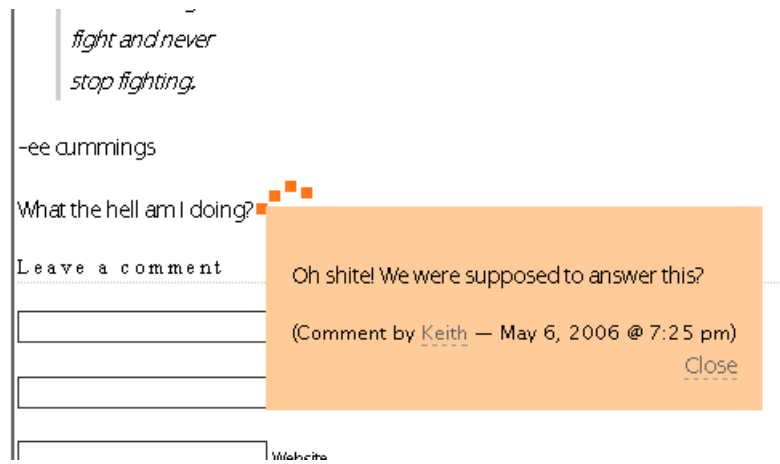 fight and never
stop fighting.
-ee cummings
What the hell am I doing?
Leave a comment
Oh shite! We were supposed to answer this?
(Comment by Keith — May 6, 2006 @ 7:25 pm)
Close
Website